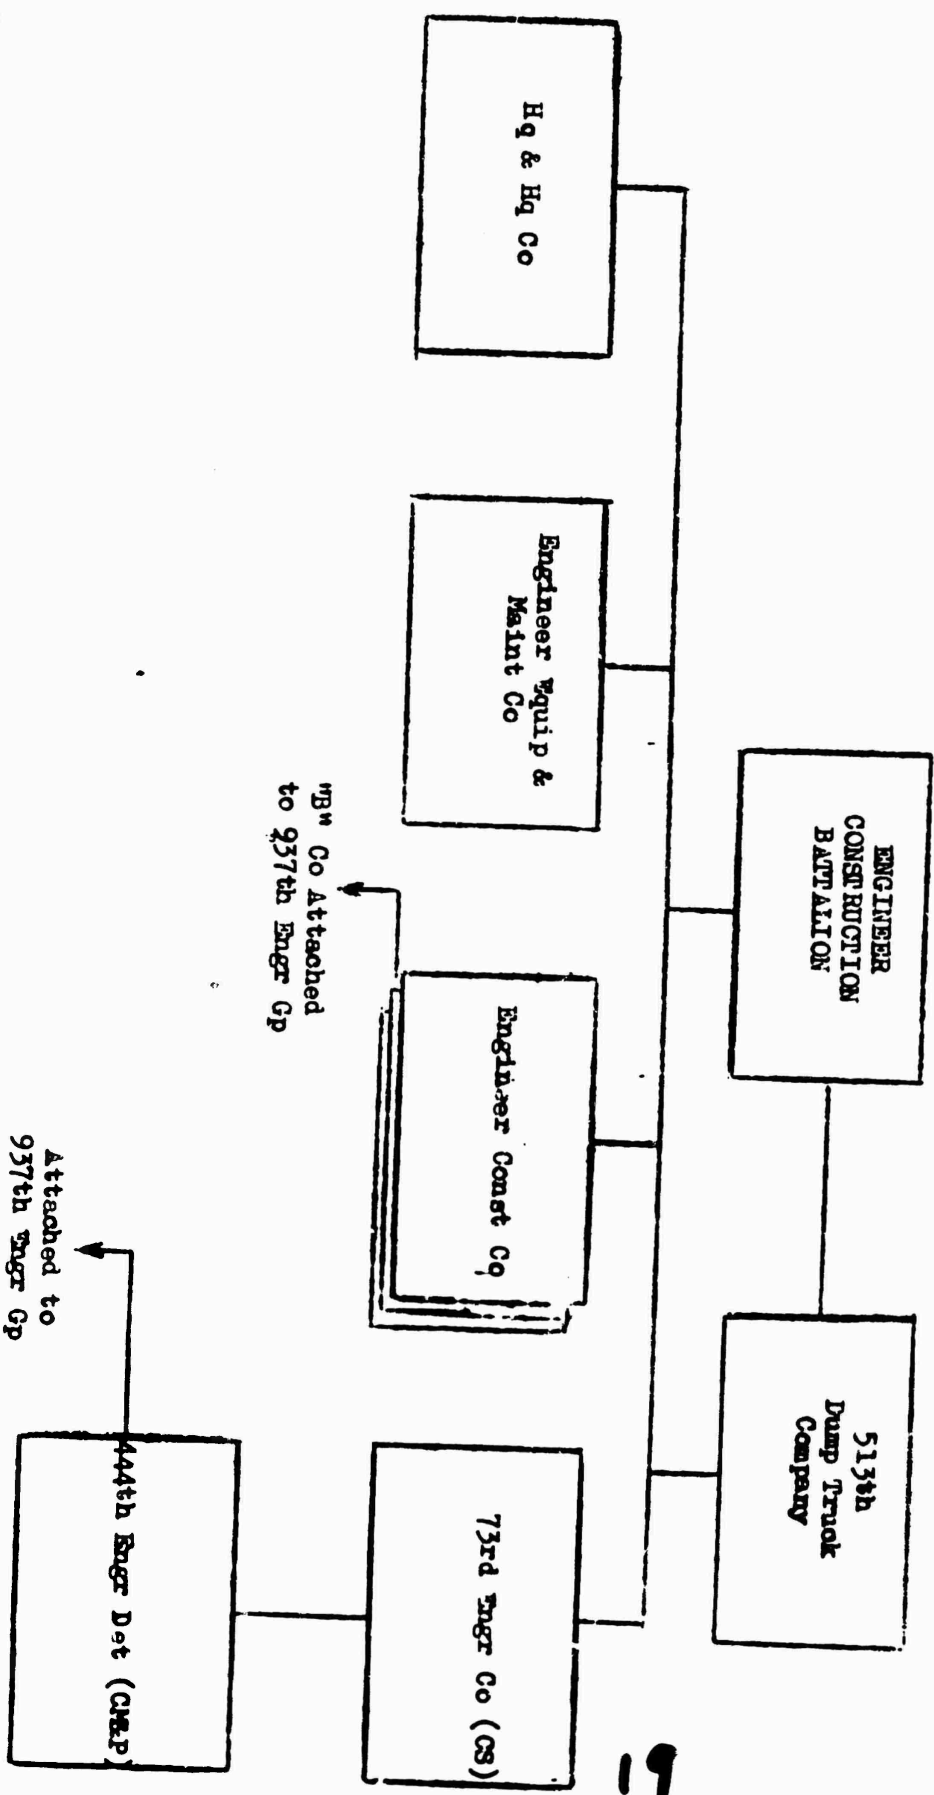 ENGINEER
CONSTRUCTION
BATTALION
513th
Dump Truck
Company
Hq & Hq Co
Engineer Equip &
Maint Co
Engineer Const Co
73rd Engr Co (CS)
"B" Co Attached
to 937th Engr Gp
444th Engr Det (CM&P)
Attached to
937th Engr Gp
19